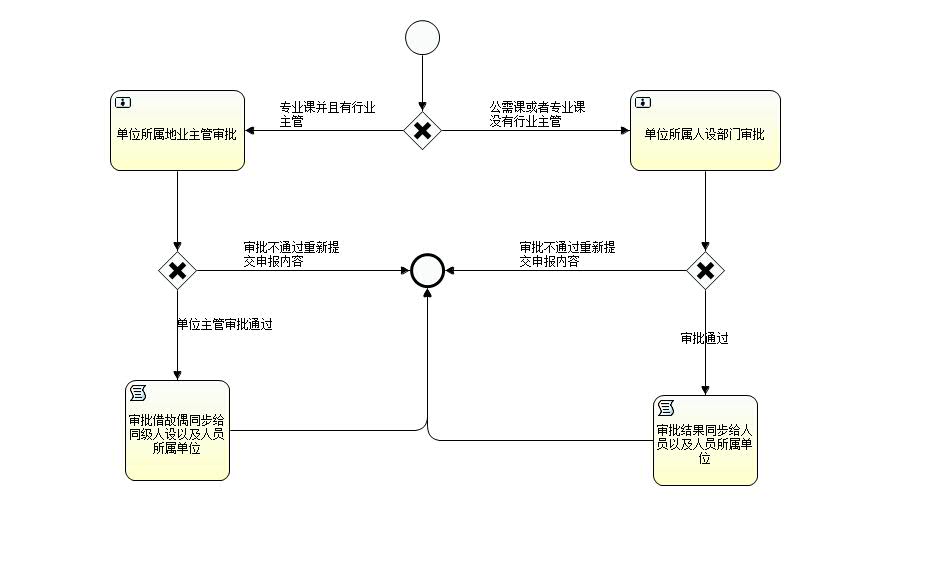 专业课并且有行业
主管
公需课或者专业课
没有行业主管
单位所属地业主管审批
单位所属人设部门审批
审批不通过重新提
交申报内容
审批不通过重新提
交申报内容
单位主管审批通过
审批通过
审批借故偶同步给
同级人设以及人员
所属单位
审批结果同步给人
员以及人员所属单
位